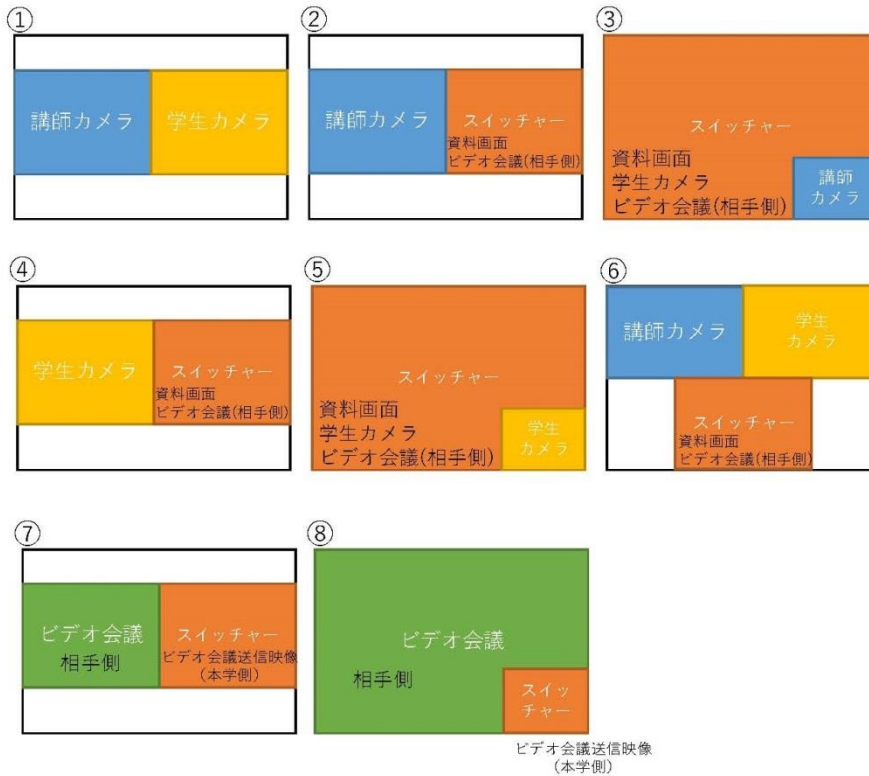 ①
講師カメラ
学生カメラ
②
講師カメラ
スイッチャー
資料画面
ビデオ会議(相手側)
③
スイッチャー
資料画面
学生カメラ
ビデオ会議(相手側)
講師
カメラ
④
学生カメラ
スイッチャー
資料画面
ビデオ会議(相手側)
⑤
スイッチャー
資料画面
学生カメラ
ビデオ会議(相手側)
学生
カメラ
⑥
講師カメラ
学生
カメラ
スイッチャー
資料画面
ビデオ会議(相手側)
⑦
ビデオ会議
相手側
スイッチャー
ビデオ会議送信映像
(本学側)
⑧
ビデオ会議
相手側
スイッ
チャー
ビデオ会議送信映像
(本学側)